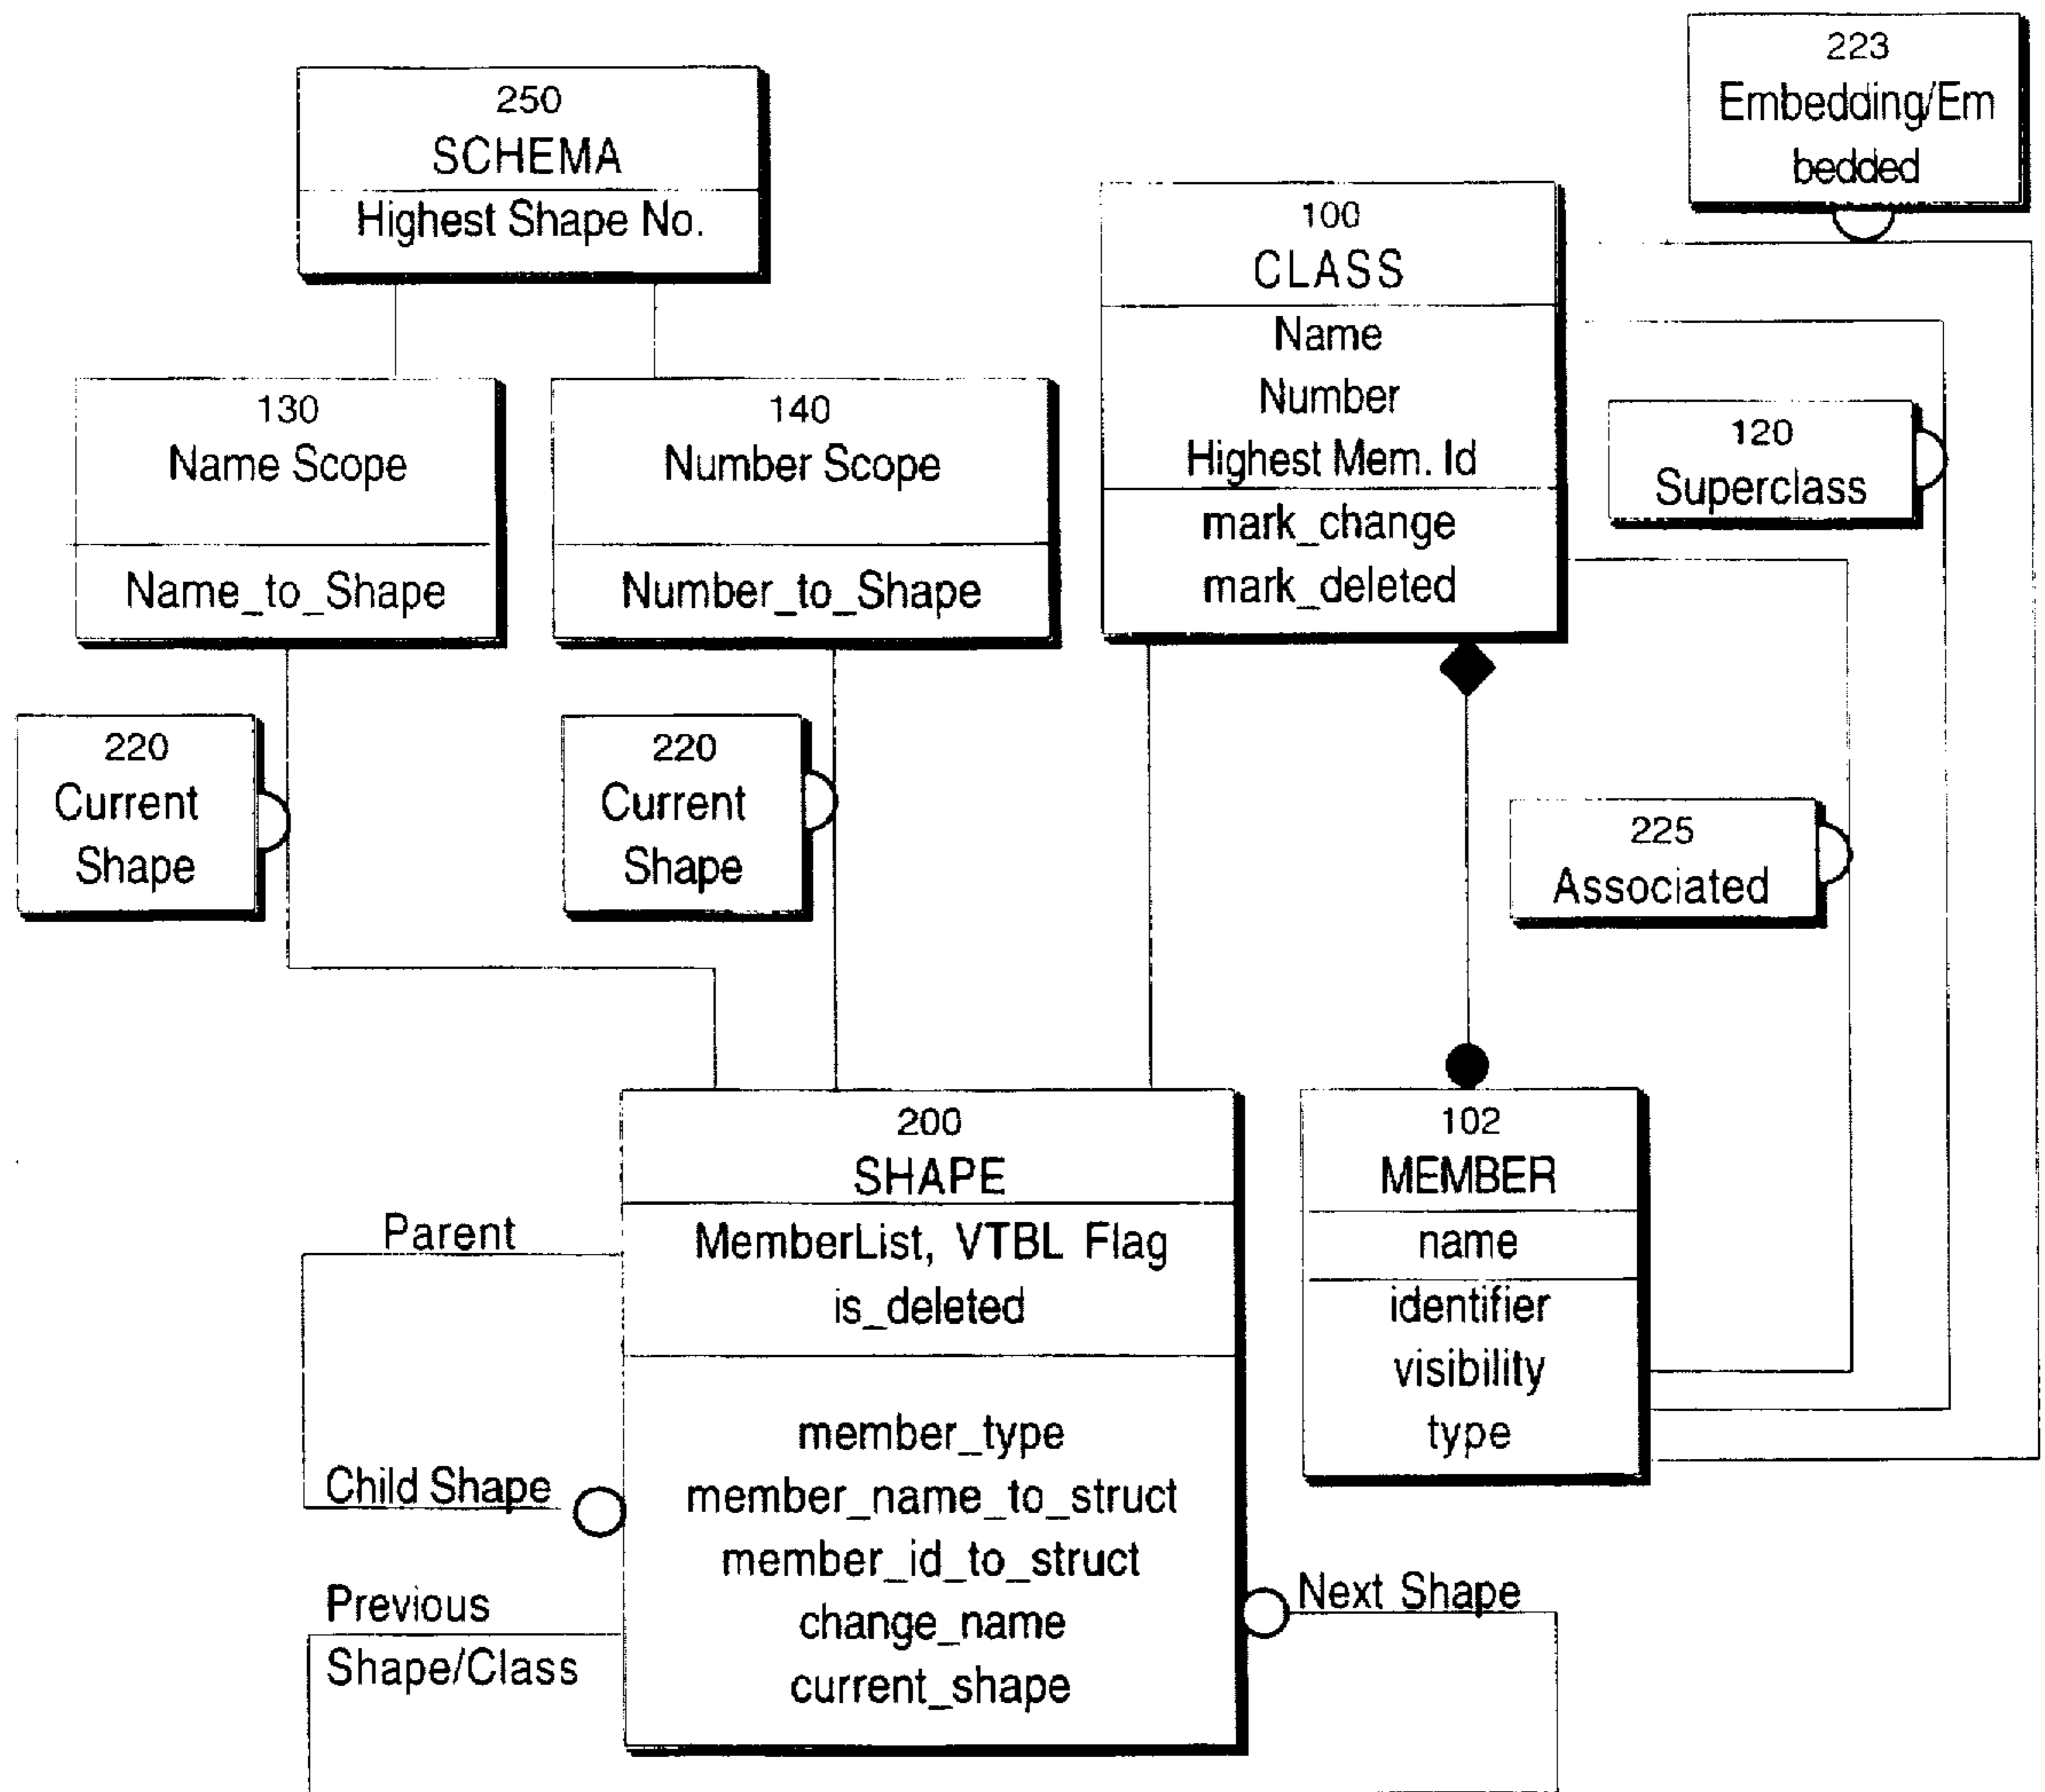 250
SCHEMA
Highest Shape No.
223
Embedding/Em
bedded
100
CLASS
Name
Number
Highest Mem. Id
mark_change
mark_deleted
130
Name Scope
Name_to_Shape
140
Number Scope
Number_to_Shape
120
Superclass
220
Current
Shape
220
Current
Shape
225
Associated
200
SHAPE
MemberList, VTBL Flag
is_deleted
member_type
member_name_to_struct
member_id_to_struct
change_name
current_shape
102
MEMBER
name
identifier
visibility
type
Parent
Child Shape
Previous
Shape/Class
Next Shape